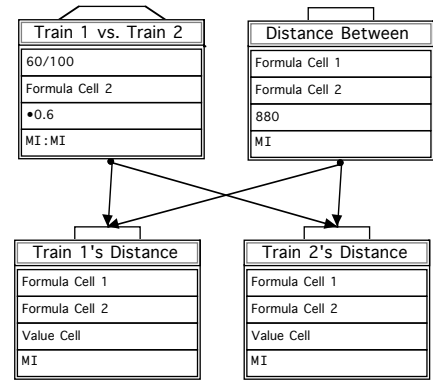 Train 1 vs. Train 2
60/100
Formula Cell 2
•0.6
MI:MI
Distance Between
Formula Cell 1
Formula Cell 2
880
MI
Train 1's Distance
Formula Cell 1
Formula Cell 2
Value Cell
MI
Train 2's Distance
Formula Cell 1
Formula Cell 2
Value Cell
MI